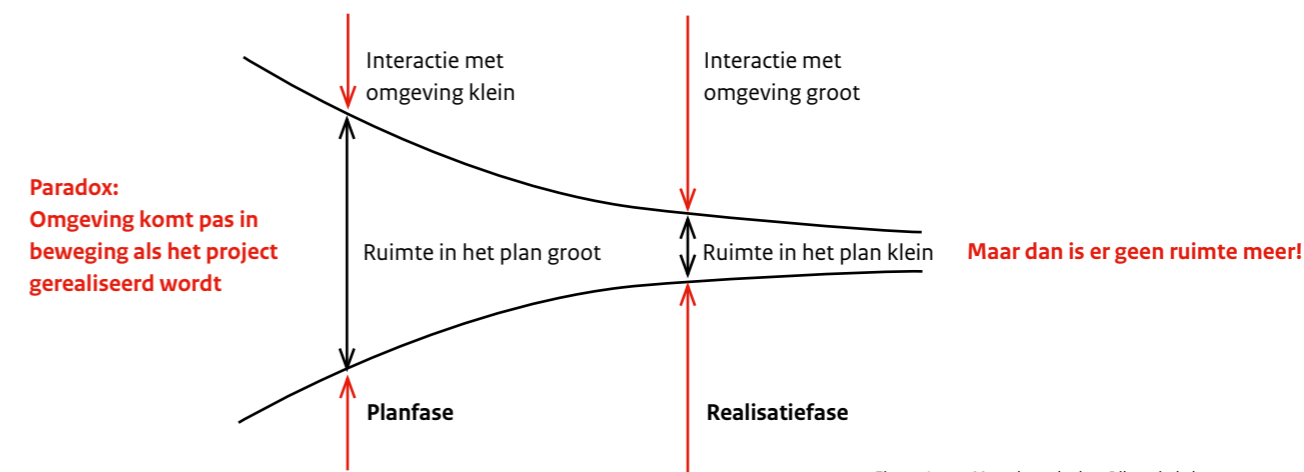 Interactie met
omgeving klein
Interactie met
omgeving groot
Paradox:
Omgeving komt pas in
beweging als het project
gerealiseerd wordt
Ruimte in het plan groot
Ruimte in het plan klein
Maar dan is er geen ruimte meer!
Planfase
Realisatiefase